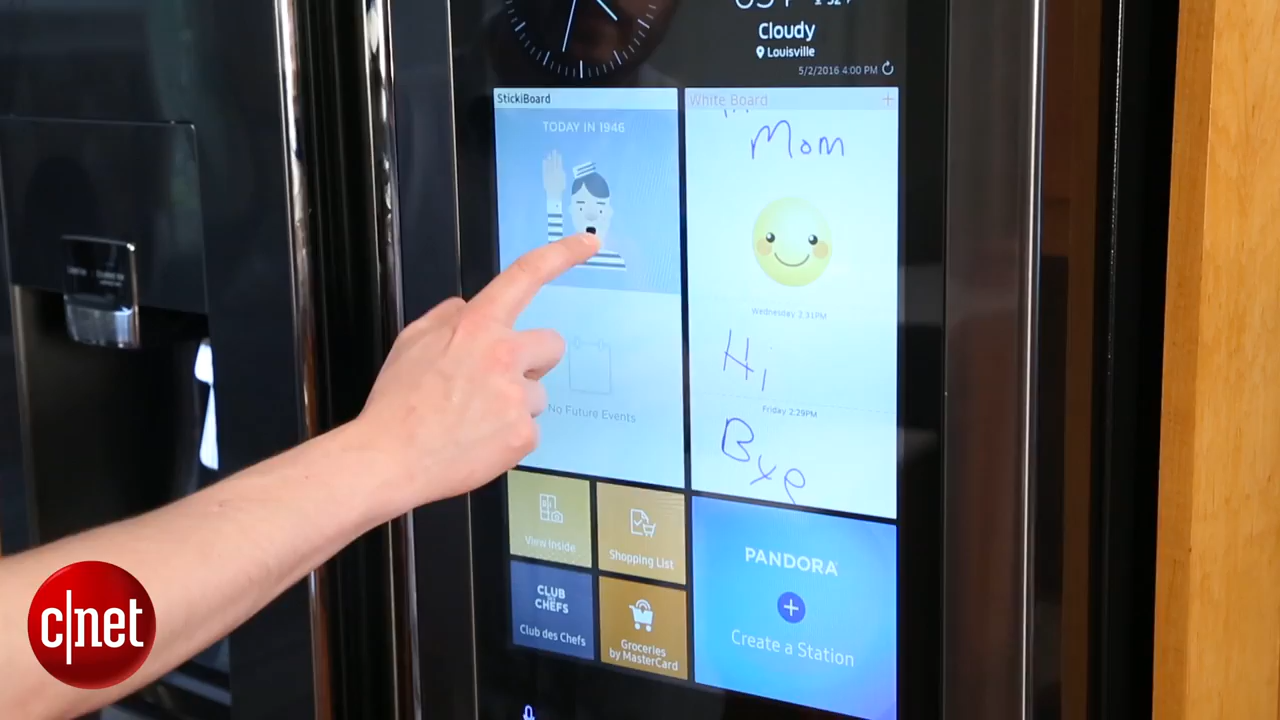 Cloudy
Louisville
5/2/2016 4:00 PM
StickiBoard
TODAY IN 1946
No Future Events
White Board
Mom
Wednesday 2:31PM
Hi
Friday 2:29PM
Bye
View Inside
Shopping List
CLUB
DES
CHEFS
Club des Chefs
Groceries
by MasterCard
PANDORA
Create a Station
c|net